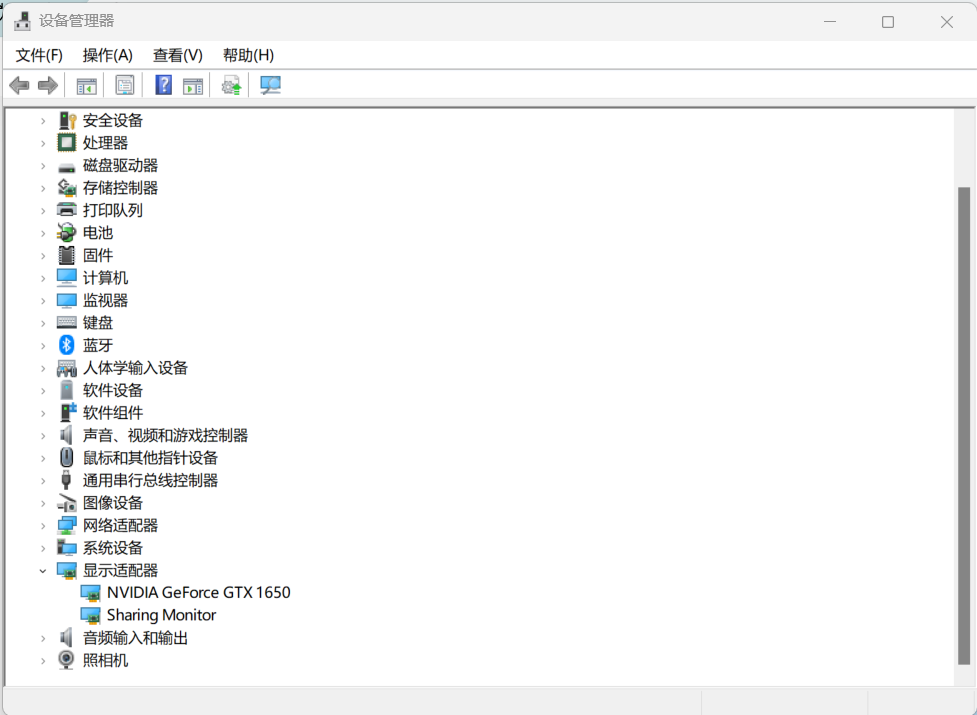 设备管理器
文件(F) 操作(A) 查看(V) 帮助(H)
安全设备
处理器
磁盘驱动器
存储控制器
打印队列
电池
固件
计算机
监视器
键盘
蓝牙
人体学输入设备
软件设备
软件组件
声音、视频和游戏控制器
鼠标和其他指针设备
通用串行总线控制器
图像设备
网络适配器
系统设备
显示适配器
NVIDIA GeForce GTX 1650
Sharing Monitor
音频输入和输出
照相机